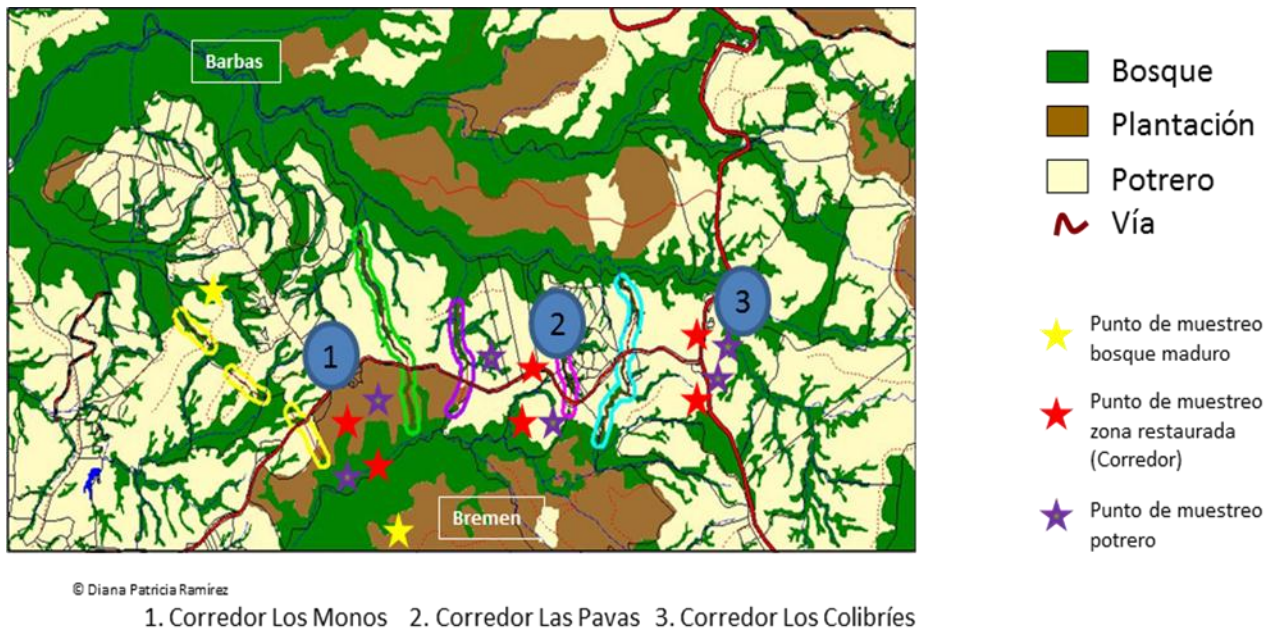 Barbas
1
2
3
Bremen
Bosque
Plantación
Potrero
Vía
Punto de muestreo
bosque maduro
Punto de muestreo
zona restaurada
(Corredor)
Punto de muestreo
potrero
© Diana Patricia Ramírez
1. Corredor Los Monos 2. Corredor Las Pavas 3. Corredor Los Colibríes